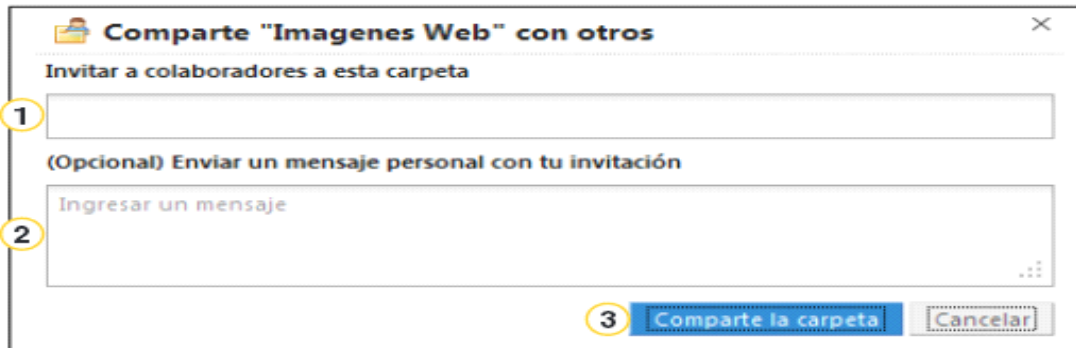 Comparte "Imagenes Web" con otros
Invitar a colaboradores a esta carpeta
1
(Opcional) Enviar un mensaje personal con tu invitación
Ingresar un mensaje
2
3 Comparte la carpeta Cancelar